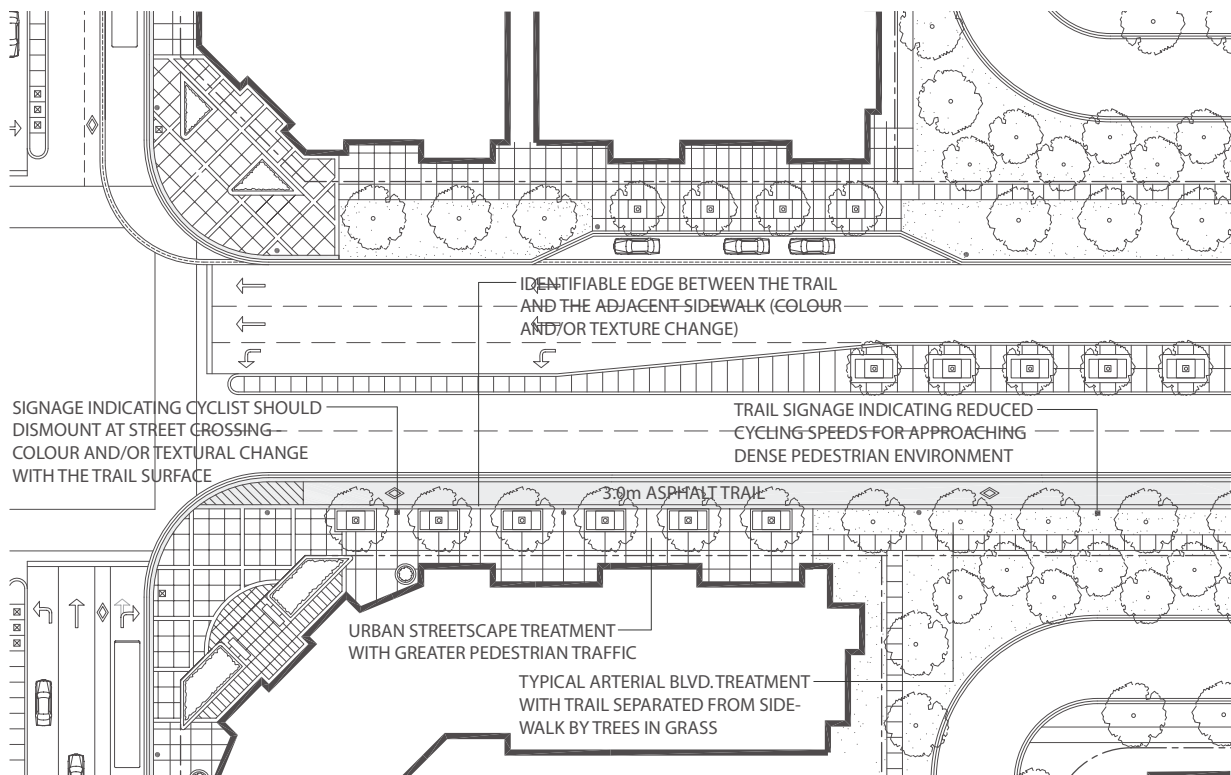 IDENTIFIABLE EDGE BETWEEN THE TRAIL
AND THE ADJACENT SIDEWALK (COLOUR
AND/OR TEXTURE CHANGE)
SIGNAGE INDICATING CYCLIST SHOULD
DISMOUNT AT STREET CROSSING
COLOUR AND/OR TEXTURAL CHANGE
WITH THE TRAIL SURFACE
TRAIL SIGNAGE INDICATING REDUCED
CYCLING SPEEDS FOR APPROACHING
DENSE PEDESTRIAN ENVIRONMENT
3.0m ASPHALT TRAIL
URBAN STREETSCAPE TREATMENT
WITH GREATER PEDESTRIAN TRAFFIC
TYPICAL ARTERIAL BLVD. TREATMENT
WITH TRAIL SEPARATED FROM SIDE-
WALK BY TREES IN GRASS